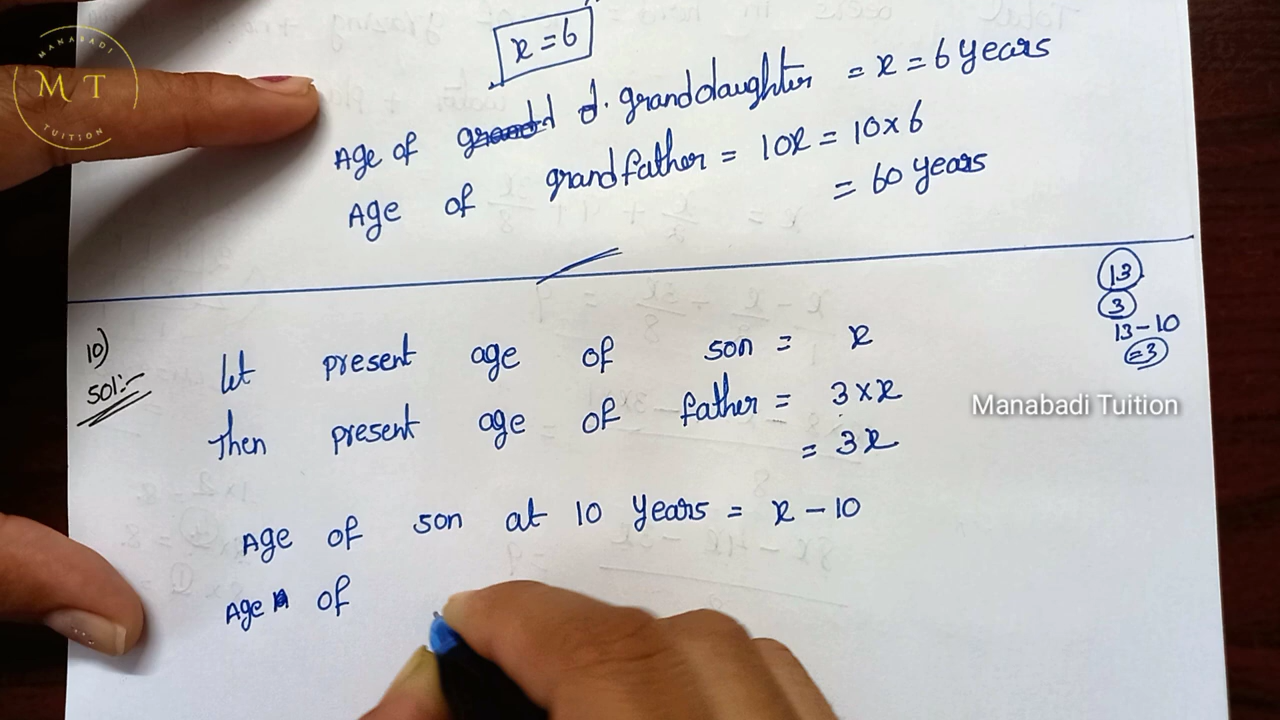 MANABADI
M T
TUITION
x = 6
Age of d. granddaughter = x = 6 years
Age of grandfather = 10x = 10 x 6
= 60 years
13
3
13-10
=3
10)
Sol:-
Let present age of son = x
Then present age of father = 3 x x
= 3x
Manabadi Tuition
Age of son at 10 years = x - 10
Age of